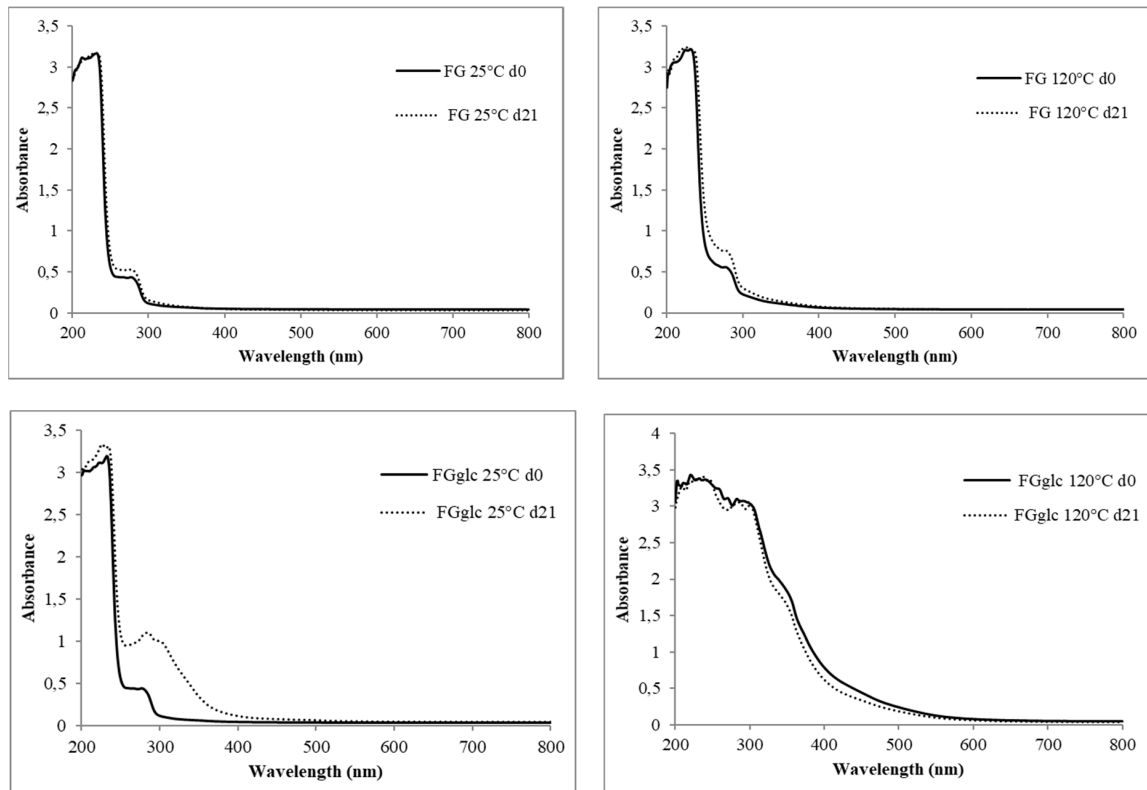 3,5
3
2,5
2
1,5
1
0,5
0
Absorbance
FG 25°C d0
FG 25°C d21
200 300 400 500 600 700 800
Wavelength (nm)
3,5
3
2,5
2
1,5
1
0,5
0
Absorbance
FG 120°C d0
FG 120°C d21
200 300 400 500 600 700 800
Wavelength (nm)
3,5
3
2,5
2
1,5
1
0,5
0
Absorbance
FGglc 25°C d0
FGglc 25°C d21
200 300 400 500 600 700 800
Wavelength (nm)
4
3,5
3
2,5
2
1,5
1
0,5
0
Absorbance
FGglc 120°C d0
FGglc 120°C d21
200 300 400 500 600 700 800
Wavelength (nm)